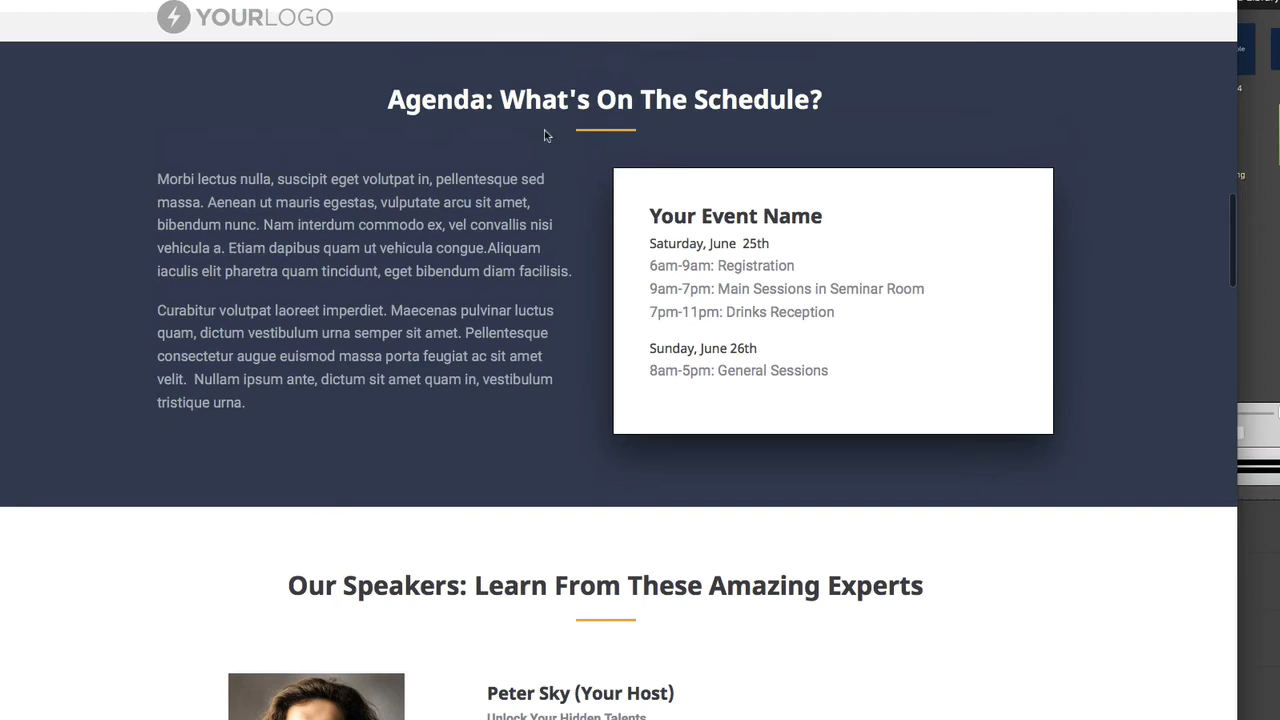 YOURLOGO
Agenda: What's On The Schedule?
Morbi lectus nulla, suscipit eget volutpat in, pellentesque sed
massa. Aenean ut mauris egestas, vulputate arcu sit amet,
bibendum nunc. Nam interdum commodo ex, vel convallis nisi
vehicula a. Etiam dapibus quam ut vehicula congue.Aliquam
iaculis elit pharetra quam tincidunt, eget bibendum diam facilisis.
Curabitur volutpat laoreet imperdiet. Maecenas pulvinar luctus
quam, dictum vestibulum urna semper sit amet. Pellentesque
consectetur augue euismod massa porta feugiat ac sit amet
velit.  Nullam ipsum ante, dictum sit amet quam in, vestibulum
tristique urna.
Your Event Name
Saturday, June  25th
6am-9am: Registration
9am-7pm: Main Sessions in Seminar Room
7pm-11pm: Drinks Reception
Sunday, June 26th
8am-5pm: General Sessions
Our Speakers: Learn From These Amazing Experts
Peter Sky (Your Host)
Unlock Your Hidden Talents